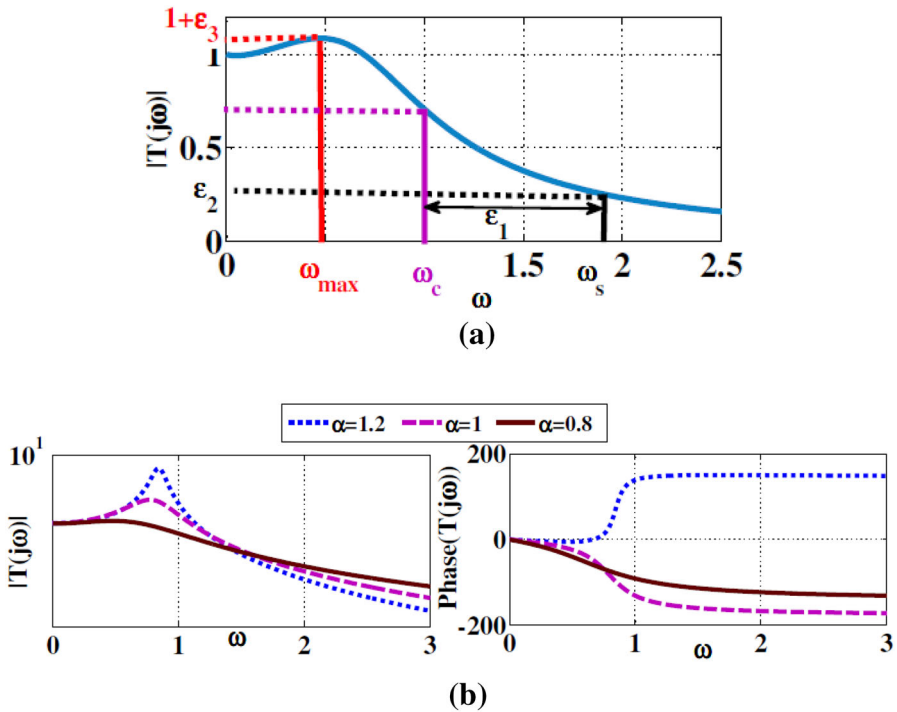 1+ε3
1
0.5
ε2
0
|T(jω)|
ε1
0 ωmax ωc 1.5 ωs 2 2.5
ω
(a)
α=1.2 α=1 α=0.8
10^1
|T(jω)|
0 1 2 3
ω
200
0
-200
Phase(T(jω))
0 1 2 3
ω
(b)